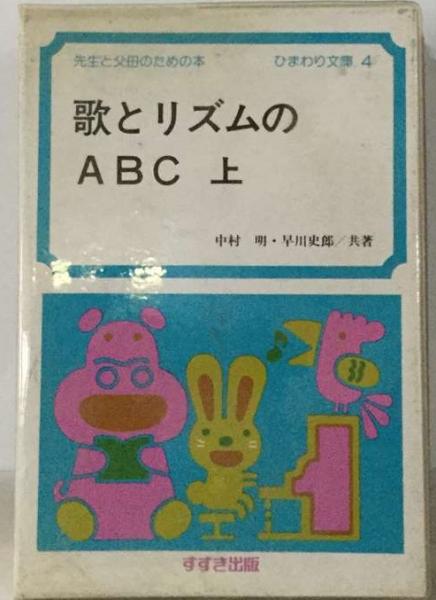 先生と父母のための本　ひまわり文庫 4
歌とリズムの
ABC 上
中村 明・早川史郎/共著
すずき出版